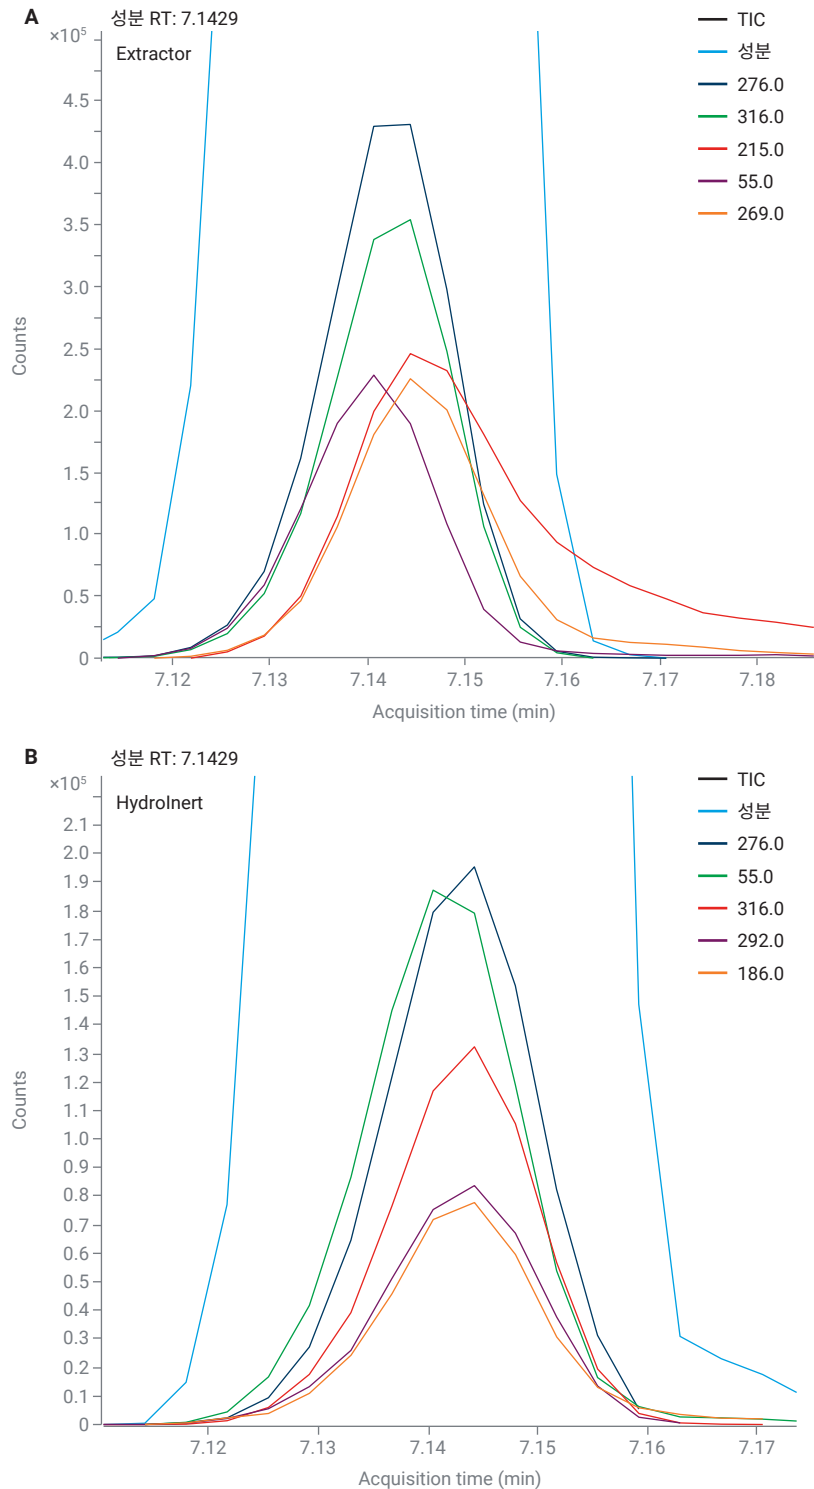 A
성분 RT: 7.1429
×10⁵
Extractor
TIC
성분
276.0
316.0
215.0
55.0
269.0
4.5
4.0
3.5
3.0
2.5
2.0
1.5
1.0
0.5
0
Counts
7.12 7.13 7.14 7.15 7.16 7.17 7.18
Acquisition time (min)
B
성분 RT: 7.1429
×10⁵
HydroInert
TIC
성분
276.0
55.0
316.0
292.0
186.0
2.1
2.0
1.9
1.8
1.7
1.6
1.5
1.4
1.3
1.2
1.1
1.0
0.9
0.8
0.7
0.6
0.5
0.4
0.3
0.2
0.1
0
Counts
7.12 7.13 7.14 7.15 7.16 7.17
Acquisition time (min)